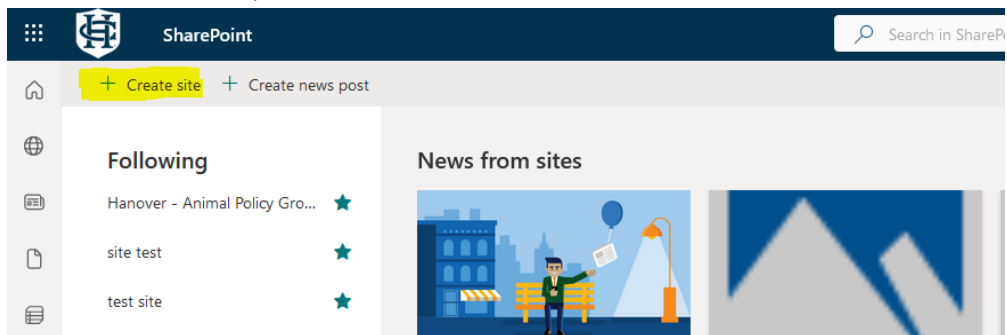 SharePoint
Search in ShareP
+ Create site + Create news post
Following
News from sites
Hanover - Animal Policy Gro...
site test
test site